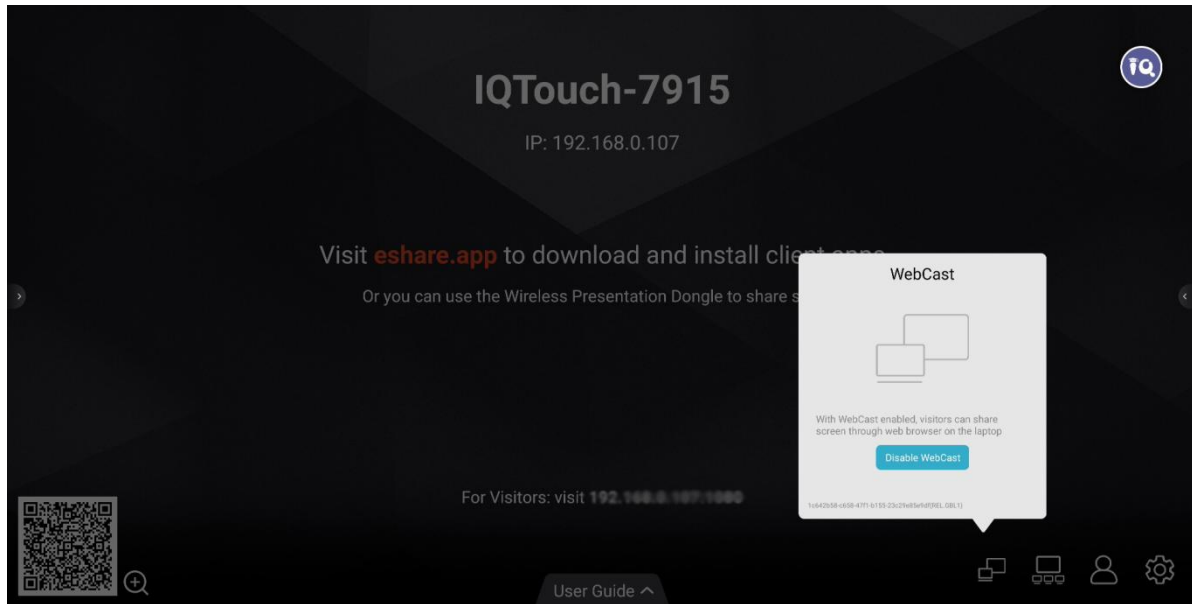 IQTouch-7915
IQ
IP: 192.168.0.107
Visit eshare.app to download and install client apps
Or you can use the Wireless Presentation Dongle to share s
WebCast
With WebCast enabled, visitors can share
screen through web browser on the laptop
Disable WebCast
For Visitors: visit
User Guide